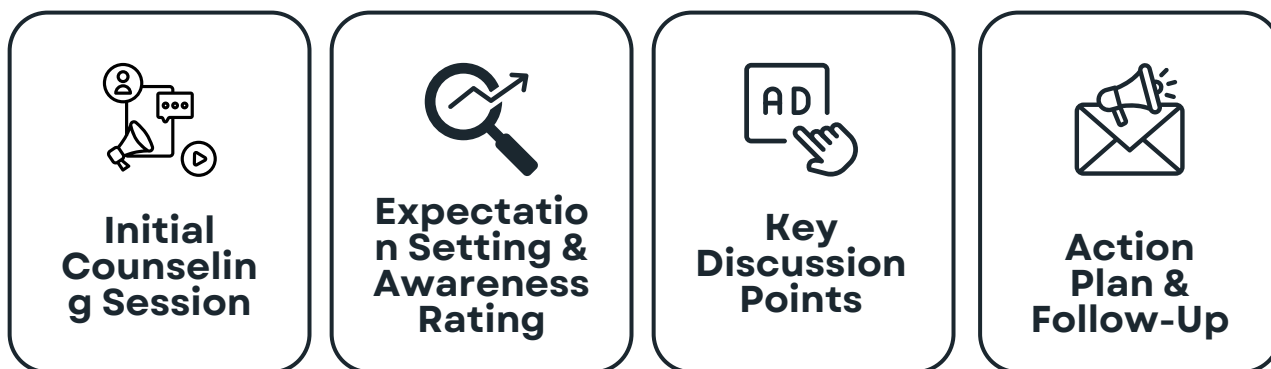 Initial
Counselin
g Session
Expectatio
n Setting &
Awareness
Rating
AD
Key
Discussion
Points
Action
Plan &
Follow-Up